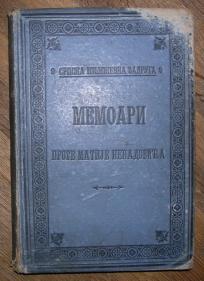 СРПСКА КЊИЖЕВНА ЗАДРУГА
МЕМОАРИ
ПРОТЕ МАТИЈЕ НЕНАДОВИЋА